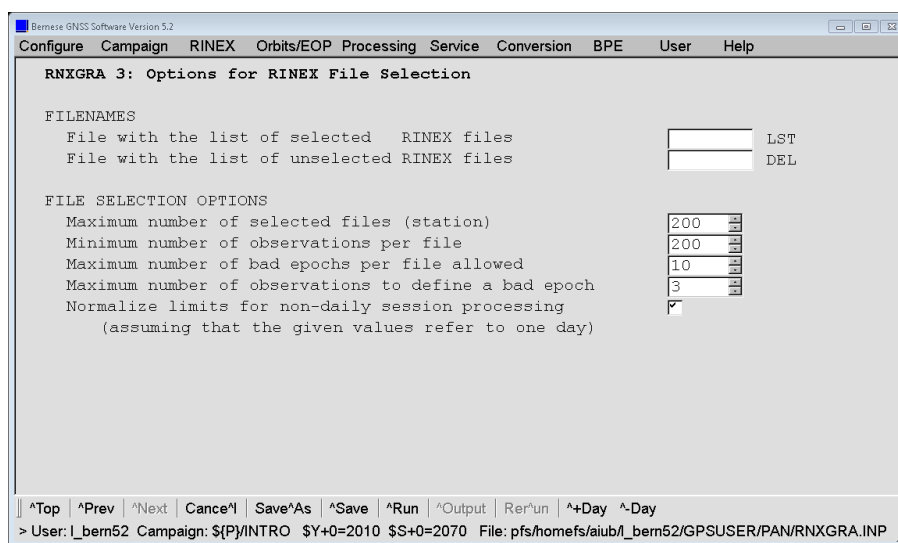 Bernese GNSS Software Version 5.2
Configure Campaign RINEX Orbits/EOP Processing Service Conversion BPE User Help
RNXGRA 3: Options for RINEX File Selection
FILENAMES
File with the list of selected RINEX files LST
File with the list of unselected RINEX files DEL
FILE SELECTION OPTIONS
Maximum number of selected files (station) 200
Minimum number of observations per file 200
Maximum number of bad epochs per file allowed 10
Maximum number of observations to define a bad epoch 3
Normalize limits for non-daily session processing
(assuming that the given values refer to one day)
^Top ^Prev ^Next Cance^l Save^As ^Save ^Run ^Output Rer^un ^+Day ^-Day
> User: l_bern52 Campaign: ${P}/INTRO $Y+0=2010 $S+0=2070 File: pfs/homefs/aiub/l_bern52/GPSUSER/PAN/RNXGRA.INP